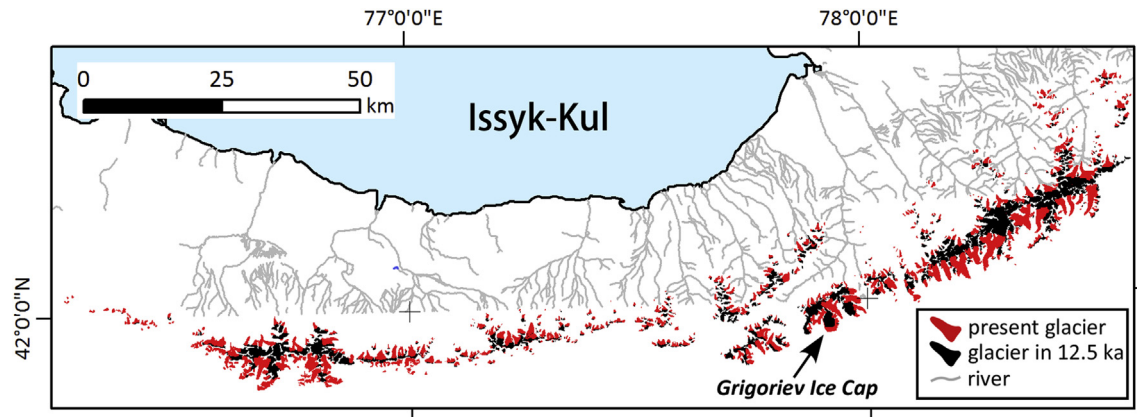 77°0'0"E
78°0'0"E
0 25 50
km
Issyk-Kul
42°0'0"N
present glacier
glacier in 12.5 ka
river
Grigoriev Ice Cap